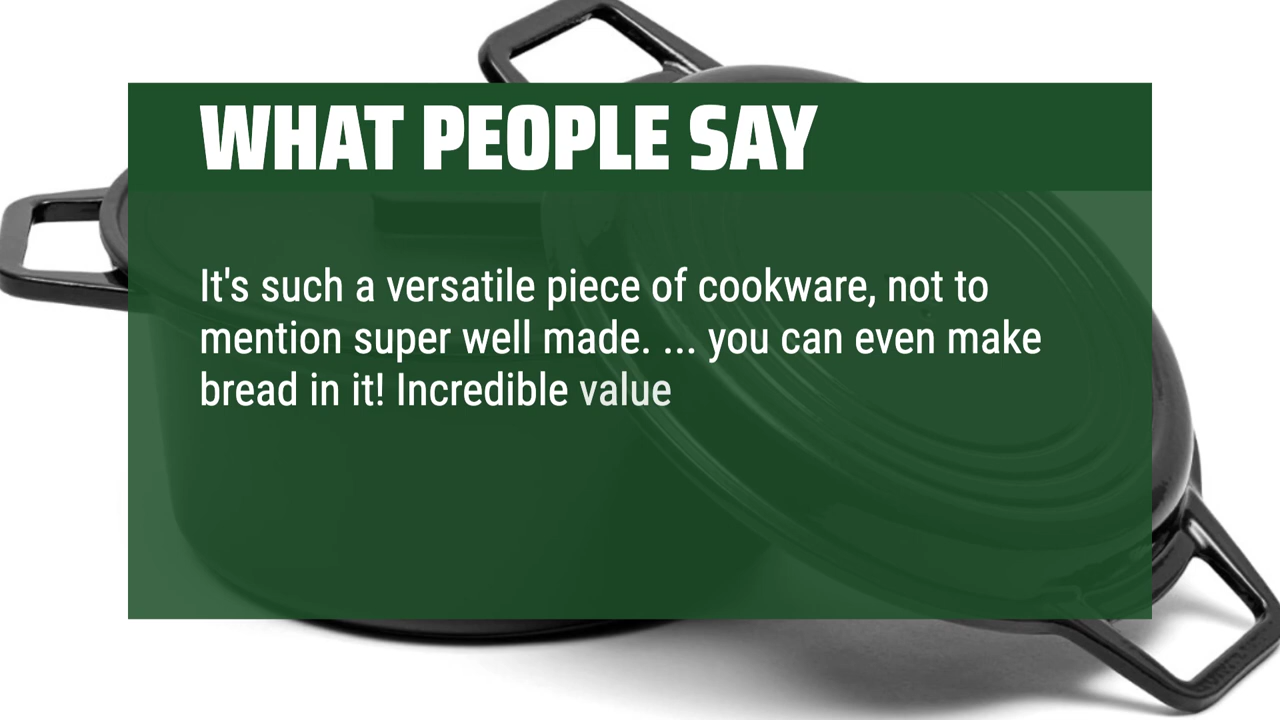 WHAT PEOPLE SAY
It's such a versatile piece of cookware, not to
mention super well made. ... you can even make
bread in it! Incredible value